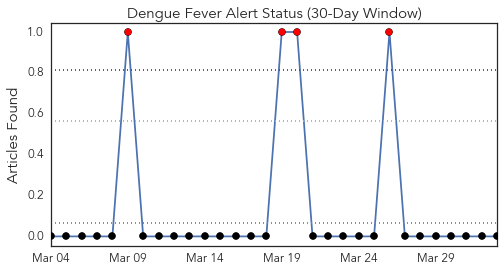 Dengue Fever Alert Status (30-Day Window)
Articles Found
1.0
0.8
0.6
0.4
0.2
0.0
Mar 04 Mar 09 Mar 14 Mar 19 Mar 24 Mar 29